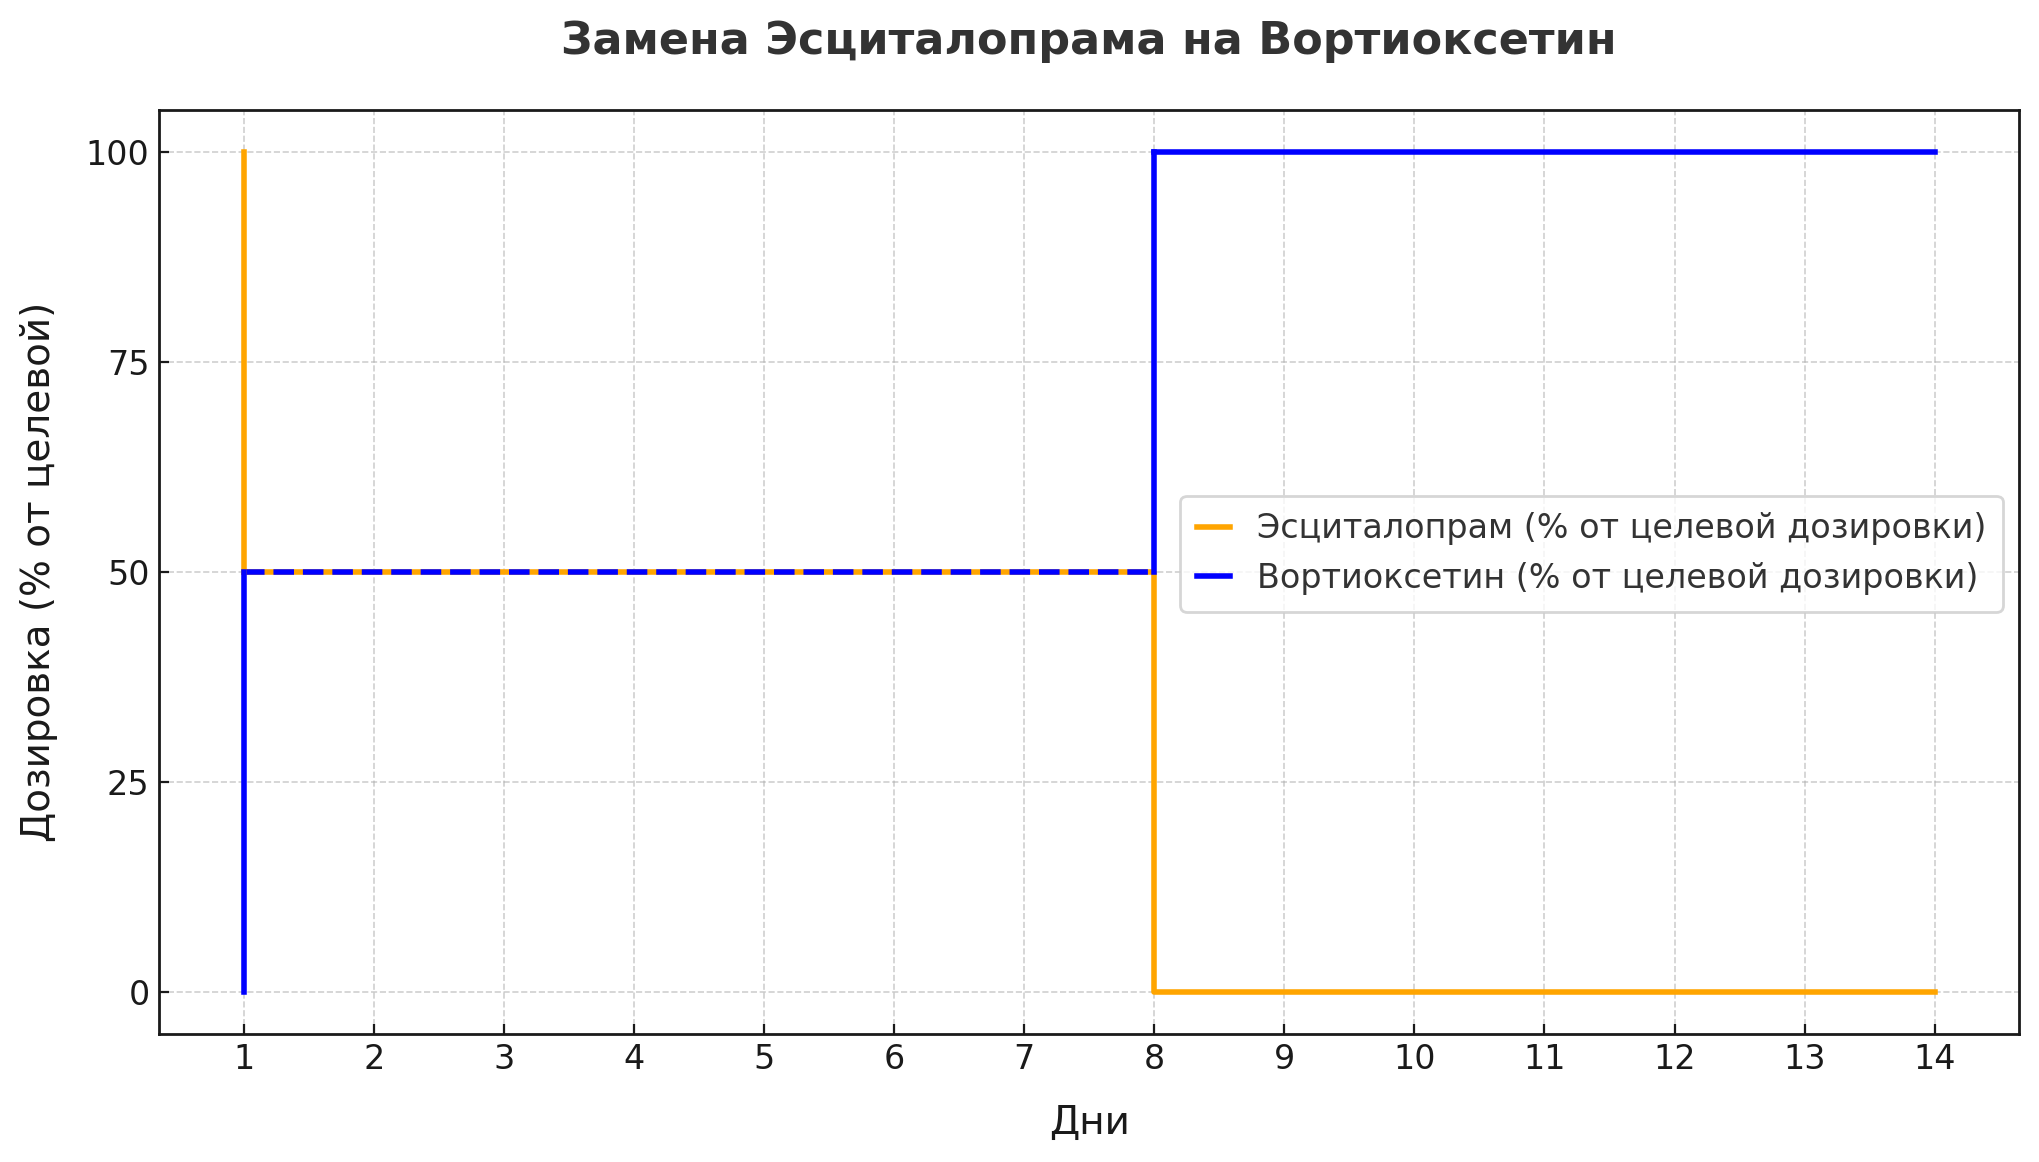 Замена Эсциталопрама на Вортиоксетин
Дозировка (% от целевой)
100
75
50
25
0
Эсциталопрам (% от целевой дозировки)
Вортиоксетин (% от целевой дозировки)
1 2 3 4 5 6 7 8 9 10 11 12 13 14
Дни